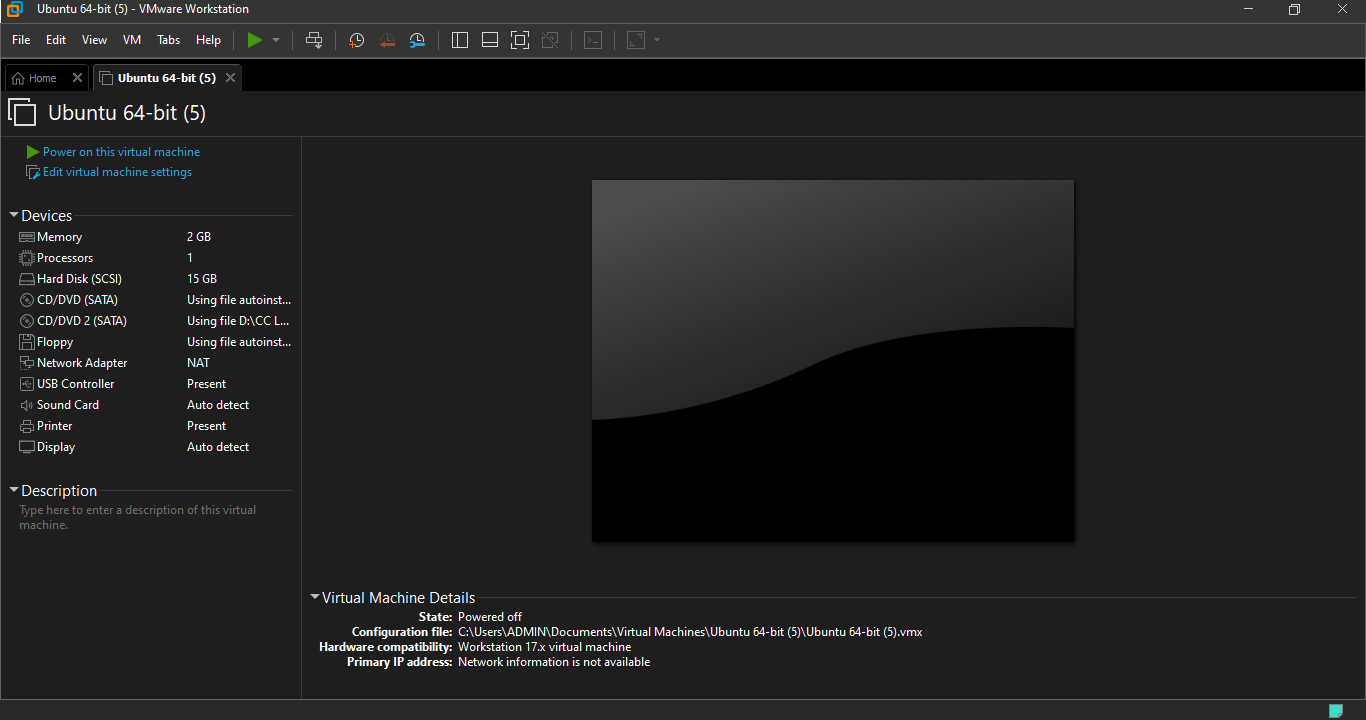 Ubuntu 64-bit (5) - VMware Workstation
File Edit View VM Tabs Help
Home Ubuntu 64-bit (5)
Ubuntu 64-bit (5)
Power on this virtual machine
Edit virtual machine settings
Devices
Memory 2 GB
Processors 1
Hard Disk (SCSI) 15 GB
CD/DVD (SATA) Using file autoinst...
CD/DVD 2 (SATA) Using file D:\CC L...
Floppy Using file autoinst...
Network Adapter NAT
USB Controller Present
Sound Card Auto detect
Printer Present
Display Auto detect
Description
Type here to enter a description of this virtual
machine.
Virtual Machine Details
State: Powered off
Configuration file: C:\Users\ADMIN\Documents\Virtual Machines\Ubuntu 64-bit (5)\Ubuntu 64-bit (5).vmx
Hardware compatibility: Workstation 17.x virtual machine
Primary IP address: Network information is not available